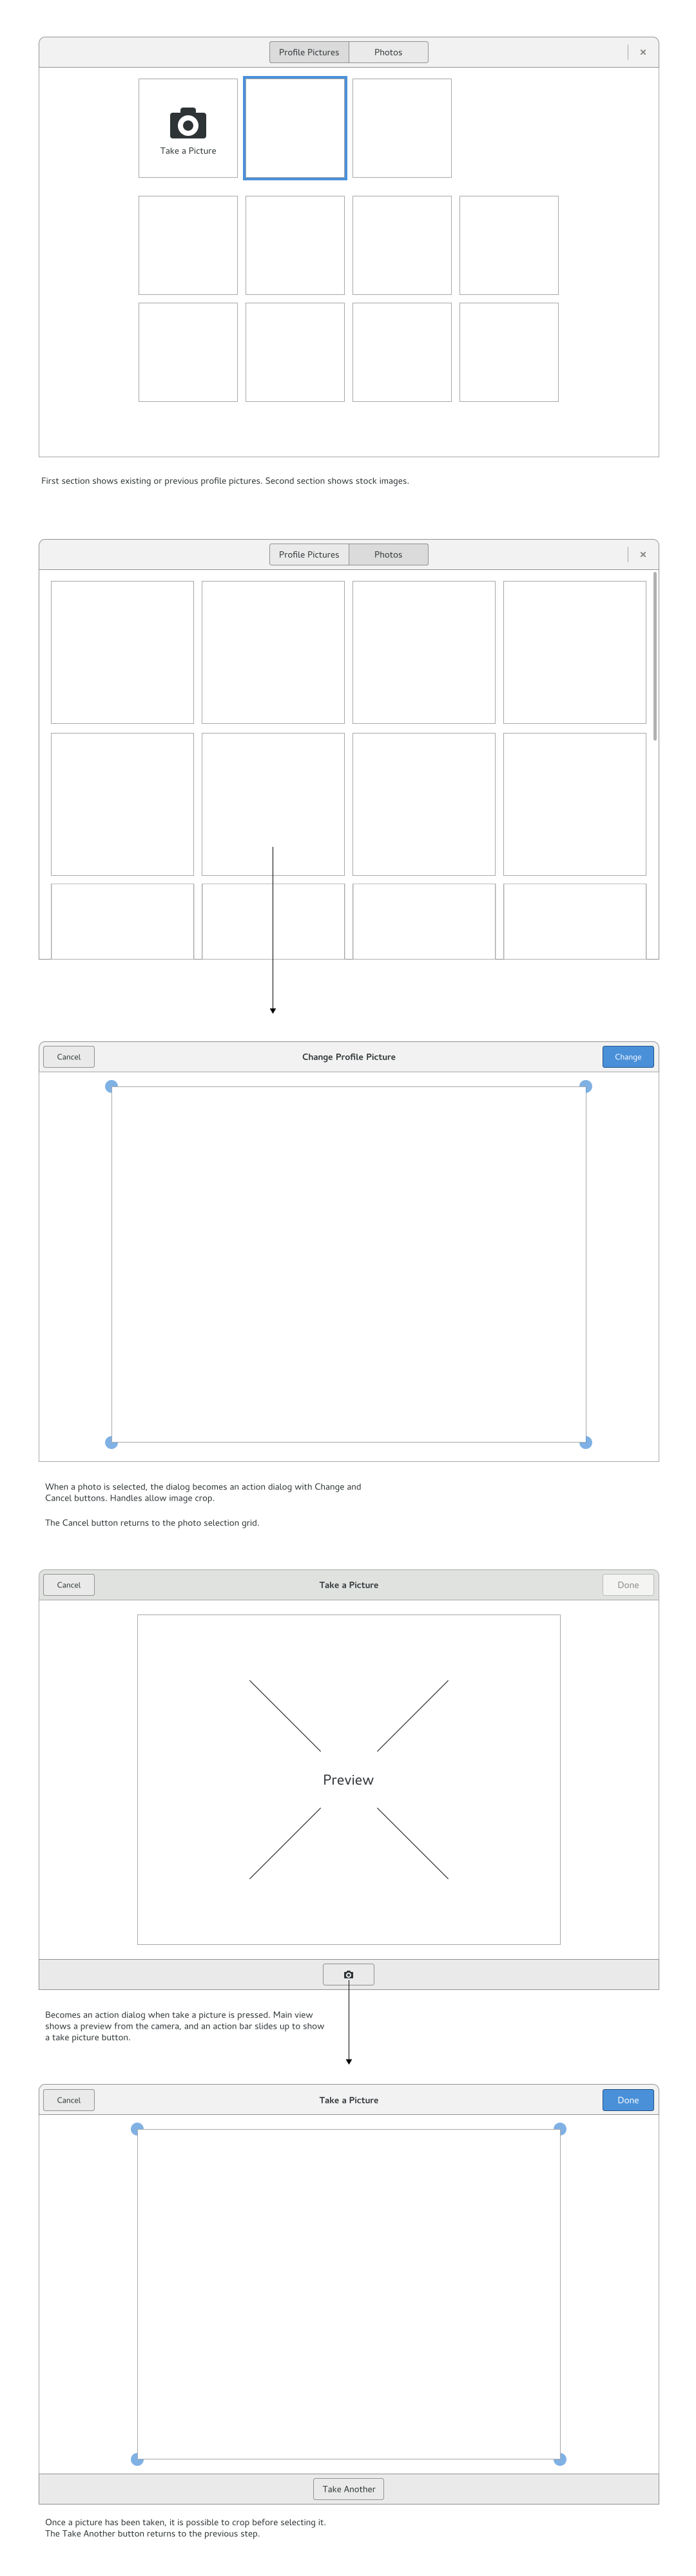 Profile Pictures
Photos
Take a Picture
First section shows existing or previous profile pictures. Second section shows stock images.
Profile Pictures
Photos
Cancel
Change Profile Picture
Change
When a photo is selected, the dialog becomes an action dialog with Change and
Cancel buttons. Handles allow image crop.
The Cancel button returns to the photo selection grid.
Cancel
Take a Picture
Done
Preview
Becomes an action dialog when take a picture is pressed. Main view
shows a preview from the camera, and an action bar slides up to show
a take picture button.
Cancel
Take a Picture
Done
Take Another
Once a picture has been taken, it is possible to crop before selecting it.
The Take Another button returns to the previous step.